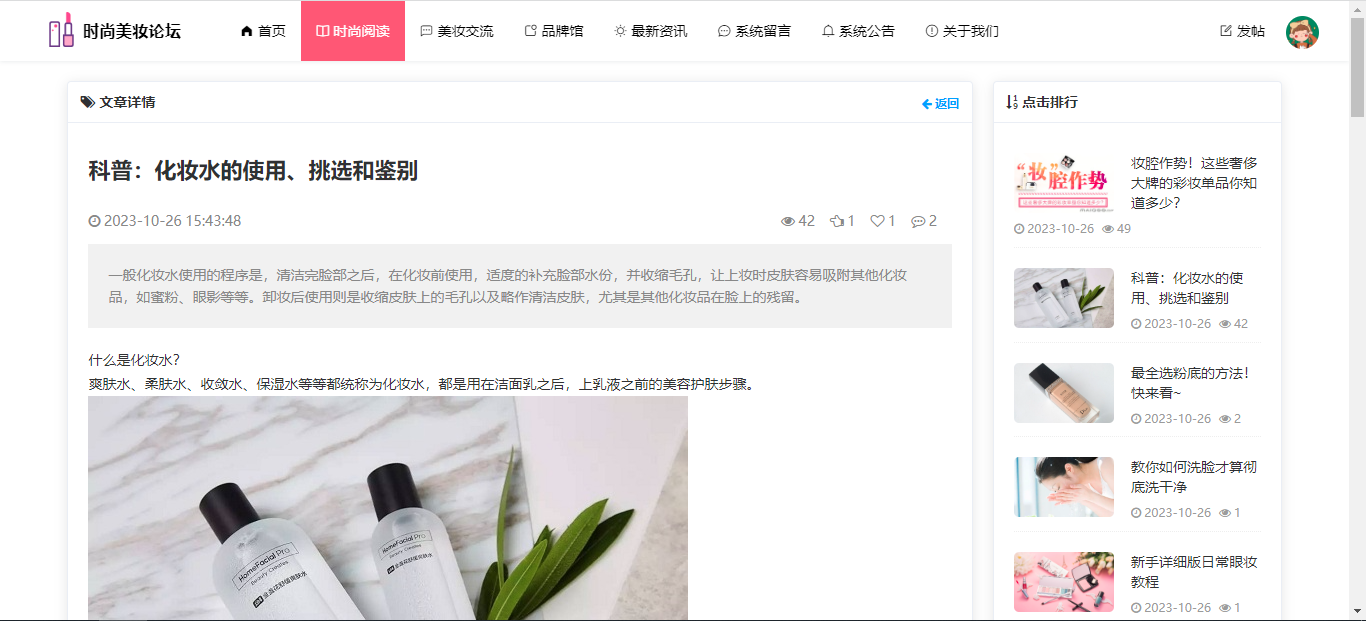 时尚美妆论坛
首页
时尚阅读
美妆交流
品牌馆
最新资讯
系统留言
系统公告
关于我们
发帖
文章详情
返回
科普：化妆水的使用、挑选和鉴别
2023-10-26 15:43:48
42
1
1
2
一般化妆水使用的程序是，清洁完脸部之后，在化妆前使用，适度的补充脸部水份，并收缩毛孔，让上妆时皮肤容易吸附其他化妆
品，如蜜粉、眼影等等。卸妆后使用则是收缩皮肤上的毛孔以及略作清洁皮肤，尤其是其他化妆品在脸上的残留。
什么是化妆水？
爽肤水、柔肤水、收敛水、保湿水等等都统称为化妆水，都是用在洁面乳之后，上乳液之前的美容护肤步骤。
HomeFacial Pro
Beauty Creates
HomeFacial Pro
Beauty Creates
点击排行
“妆”腔作势
妆腔作势！这些奢侈
大牌的彩妆单品你知
道多少？
2023-10-26 49
科普：化妆水的使
用、挑选和鉴别
2023-10-26 42
最全选粉底的方法！
快来看~
2023-10-26 2
教你如何洗脸才算彻
底洗干净
2023-10-26 1
新手详细版日常眼妆
教程
2023-10-26 1